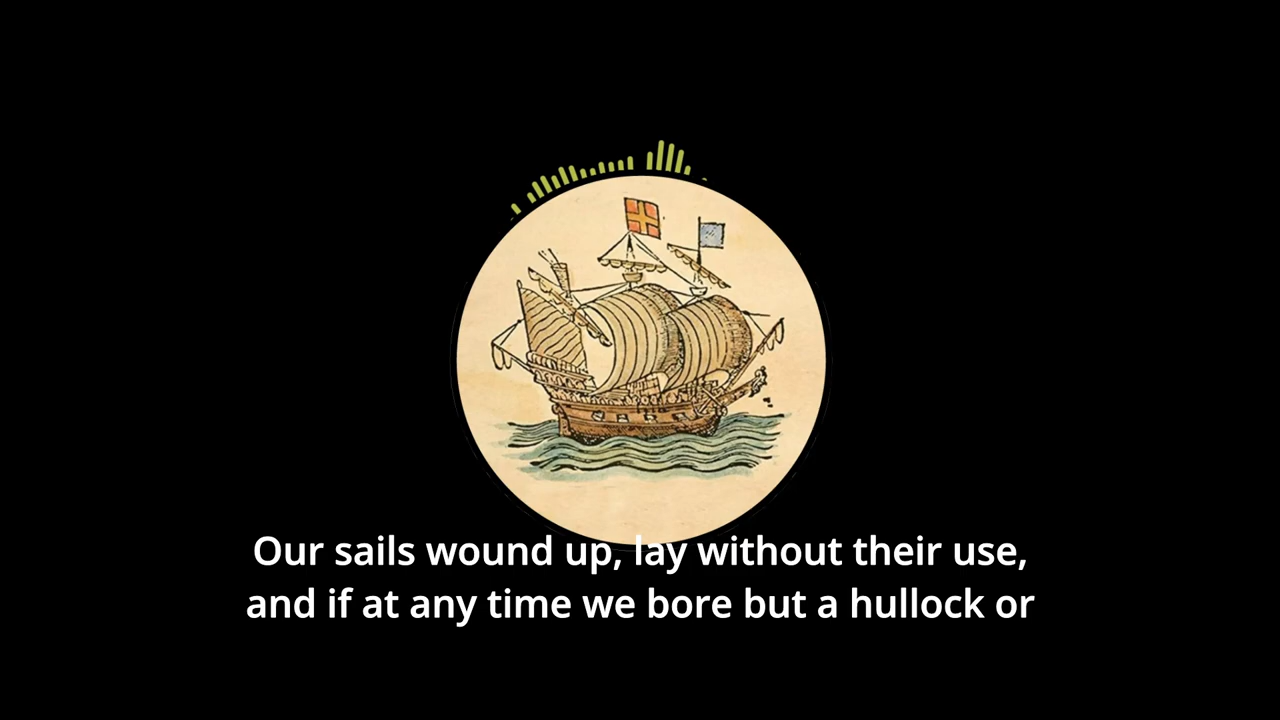 Our sails wound up, lay without their use,
and if at any time we bore but a hullock or